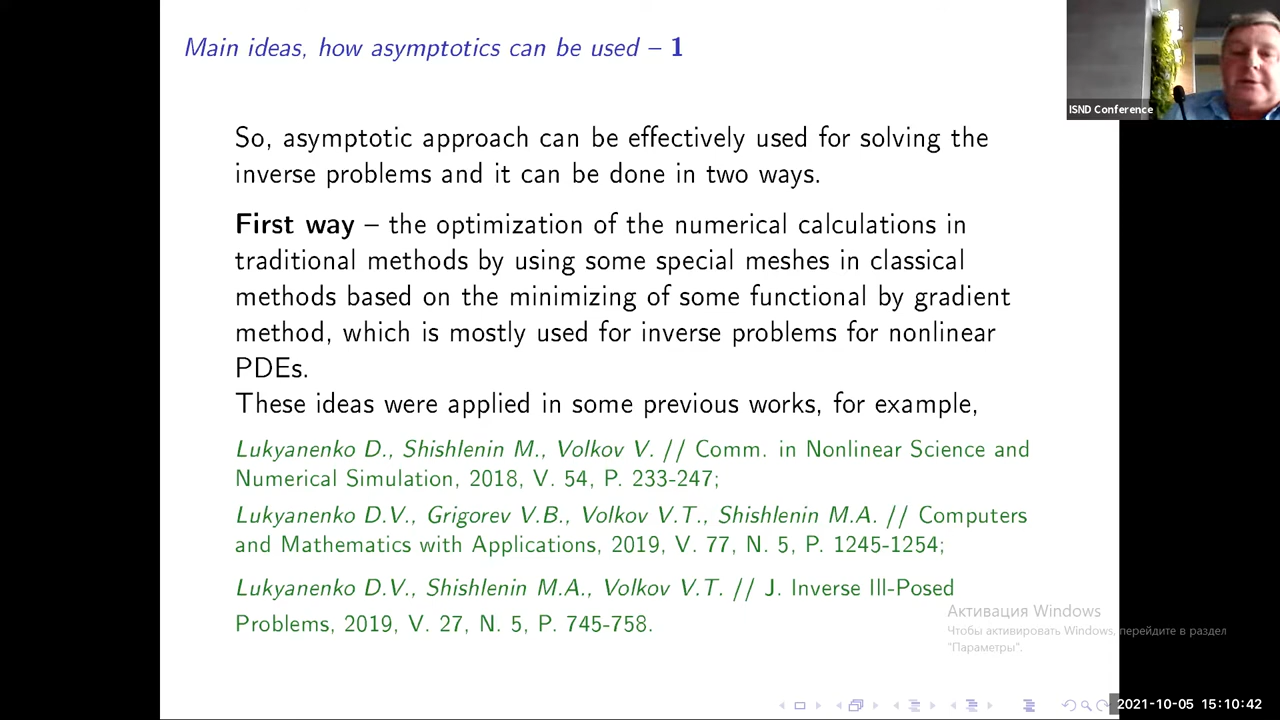 Main ideas, how asymptotics can be used – 1
ISND Conference
So, asymptotic approach can be effectively used for solving the
inverse problems and it can be done in two ways.
First way – the optimization of the numerical calculations in
traditional methods by using some special meshes in classical
methods based on the minimizing of some functional by gradient
method, which is mostly used for inverse problems for nonlinear
PDEs.
These ideas were applied in some previous works, for example,
Lukyanenko D., Shishlenin M., Volkov V. // Comm. in Nonlinear Science and
Numerical Simulation, 2018, V. 54, P. 233-247;
Lukyanenko D.V., Grigorev V.B., Volkov V.T., Shishlenin M.A. // Computers
and Mathematics with Applications, 2019, V. 77, N. 5, P. 1245-1254;
Lukyanenko D.V., Shishlenin M.A., Volkov V.T. // J. Inverse Ill-Posed
Problems, 2019, V. 27, N. 5, P. 745-758.
Активация Windows
Чтобы активировать Windows, перейдите в раздел
"Параметры".
2021-10-05 15:10:42